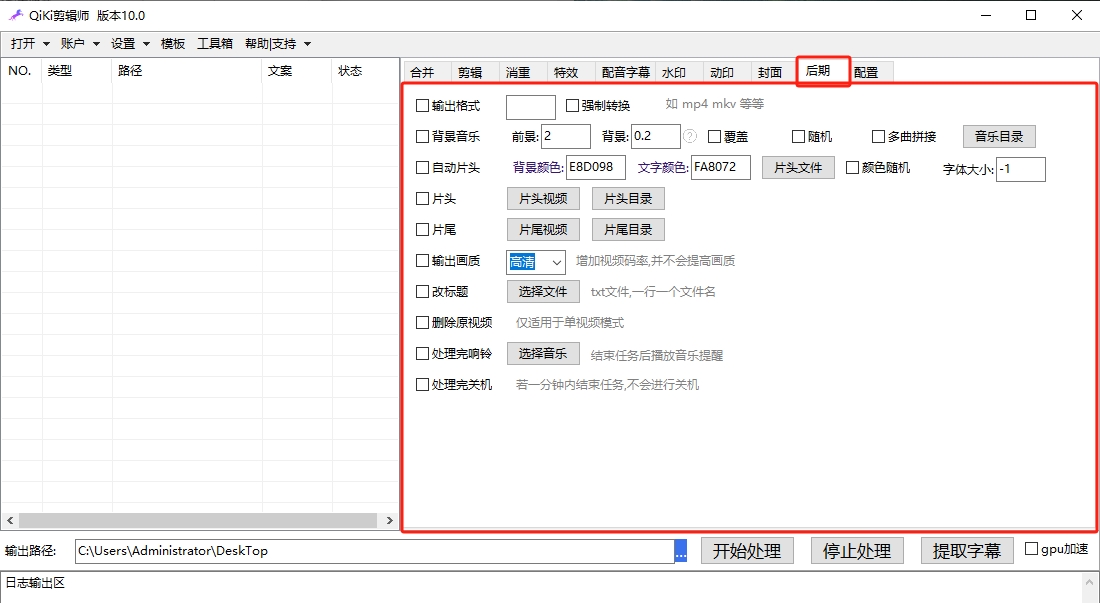 QiKi剪辑师 版本10.0
打开 账户 设置 模板 工具箱 帮助|支持
NO. 类型 路径 文案 状态
合并 剪辑 消重 特效 配音字幕 水印 动印 封面 后期 配置
输出格式 强制转换 如 mp4 mkv 等等
背景音乐 前景: 2 背景: 0.2 ? 覆盖 随机 多曲拼接 音乐目录
自动片头 背景颜色: E8D098 文字颜色: FA8072 片头文件 颜色随机 字体大小: -1
片头 片头视频 片头目录
片尾 片尾视频 片尾目录
输出画质 高清 增加视频码率,并不会提高画质
改标题 选择文件 txt文件,一行一个文件名
删除原视频 仅适用于单视频模式
处理完响铃 选择音乐 结束任务后播放音乐提醒
处理完关机 若一分钟内结束任务,不会进行关机
输出路径: C:\Users\Administrator\DeskTop ... 开始处理 停止处理 提取字幕 gpu加速
日志输出区